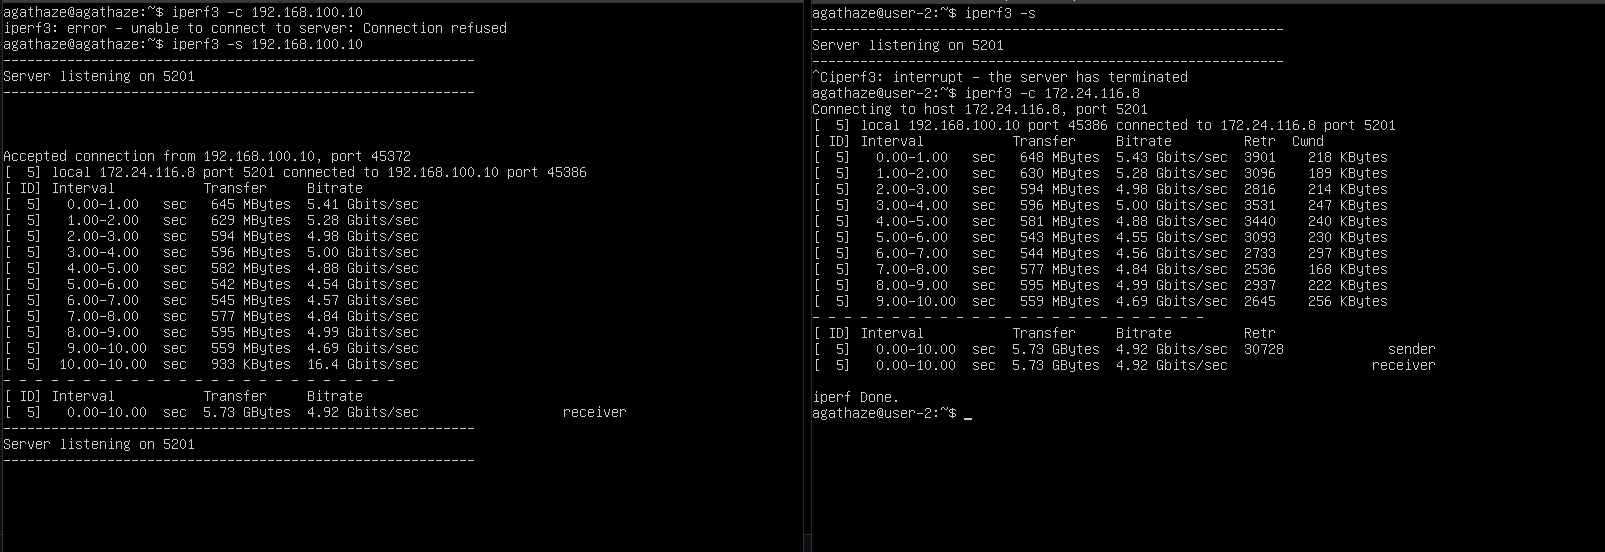 agathaze@agathaze:~$ iperf3 -c 192.168.100.10
iperf3: error - unable to connect to server: Connection refused
agathaze@agathaze:~$ iperf3 -s 192.168.100.10
-----------------------------------------------------------
Server listening on 5201
-----------------------------------------------------------
Accepted connection from 192.168.100.10, port 45372
[  5] local 172.24.116.8 port 5201 connected to 192.168.100.10 port 45386
[ ID] Interval           Transfer     Bitrate
[  5]   0.00-1.00   sec   645 MBytes  5.41 Gbits/sec
[  5]   1.00-2.00   sec   629 MBytes  5.28 Gbits/sec
[  5]   2.00-3.00   sec   594 MBytes  4.98 Gbits/sec
[  5]   3.00-4.00   sec   596 MBytes  5.00 Gbits/sec
[  5]   4.00-5.00   sec   582 MBytes  4.88 Gbits/sec
[  5]   5.00-6.00   sec   542 MBytes  4.54 Gbits/sec
[  5]   6.00-7.00   sec   545 MBytes  4.57 Gbits/sec
[  5]   7.00-8.00   sec   577 MBytes  4.84 Gbits/sec
[  5]   8.00-9.00   sec   595 MBytes  4.99 Gbits/sec
[  5]   9.00-10.00  sec   559 MBytes  4.69 Gbits/sec
[  5]  10.00-10.00  sec   933 KBytes  16.4 Gbits/sec
- - - - - - - - - - - - - - - - - - - - - - - - -
[ ID] Interval           Transfer     Bitrate
[  5]   0.00-10.00  sec  5.73 GBytes  4.92 Gbits/sec                  receiver
-----------------------------------------------------------
Server listening on 5201
-----------------------------------------------------------
agathaze@user-2:~$ iperf3 -s
-----------------------------------------------------------
Server listening on 5201
-----------------------------------------------------------
^Ciperf3: interrupt - the server has terminated
agathaze@user-2:~$ iperf3 -c 172.24.116.8
Connecting to host 172.24.116.8, port 5201
[  5] local 192.168.100.10 port 45386 connected to 172.24.116.8 port 5201
[ ID] Interval           Transfer     Bitrate         Retr  Cwnd
[  5]   0.00-1.00   sec   648 MBytes  5.43 Gbits/sec  3901    218 KBytes
[  5]   1.00-2.00   sec   630 MBytes  5.28 Gbits/sec  3096    189 KBytes
[  5]   2.00-3.00   sec   594 MBytes  4.98 Gbits/sec  2816    214 KBytes
[  5]   3.00-4.00   sec   596 MBytes  5.00 Gbits/sec  3531    247 KBytes
[  5]   4.00-5.00   sec   581 MBytes  4.88 Gbits/sec  3440    240 KBytes
[  5]   5.00-6.00   sec   543 MBytes  4.55 Gbits/sec  3093    230 KBytes
[  5]   6.00-7.00   sec   544 MBytes  4.56 Gbits/sec  2733    297 KBytes
[  5]   7.00-8.00   sec   577 MBytes  4.84 Gbits/sec  2536    168 KBytes
[  5]   8.00-9.00   sec   595 MBytes  4.99 Gbits/sec  2937    222 KBytes
[  5]   9.00-10.00  sec   559 MBytes  4.69 Gbits/sec  2645    256 KBytes
- - - - - - - - - - - - - - - - - - - - - - - - -
[ ID] Interval           Transfer     Bitrate         Retr
[  5]   0.00-10.00  sec  5.73 GBytes  4.92 Gbits/sec  30728             sender
[  5]   0.00-10.00  sec  5.73 GBytes  4.92 Gbits/sec                  receiver
iperf Done.
agathaze@user-2:~$ _